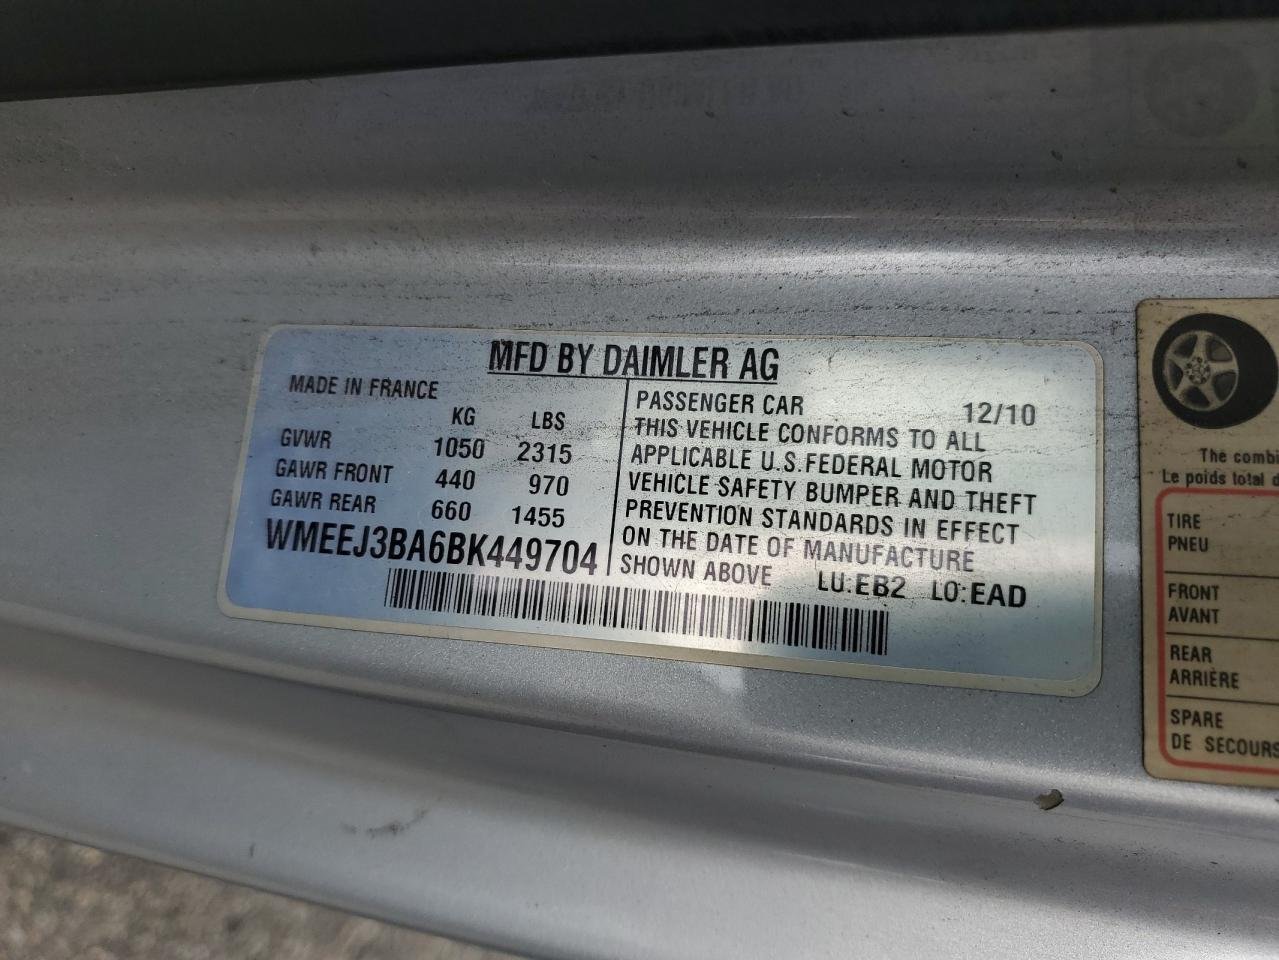 MFD BY DAIMLER AG
MADE IN FRANCE
KG LBS
GVWR 1050 2315
GAWR FRONT 440 970
GAWR REAR 660 1455
WMEEJ3BA6BK449704
PASSENGER CAR 12/10
THIS VEHICLE CONFORMS TO ALL
APPLICABLE U.S. FEDERAL MOTOR
VEHICLE SAFETY BUMPER AND THEFT
PREVENTION STANDARDS IN EFFECT
ON THE DATE OF MANUFACTURE
SHOWN ABOVE LU:EB2 LO:EAD
The combi
Le poids total d
TIRE
PNEU
FRONT
AVANT
REAR
ARRIÈRE
SPARE
DE SECOURS